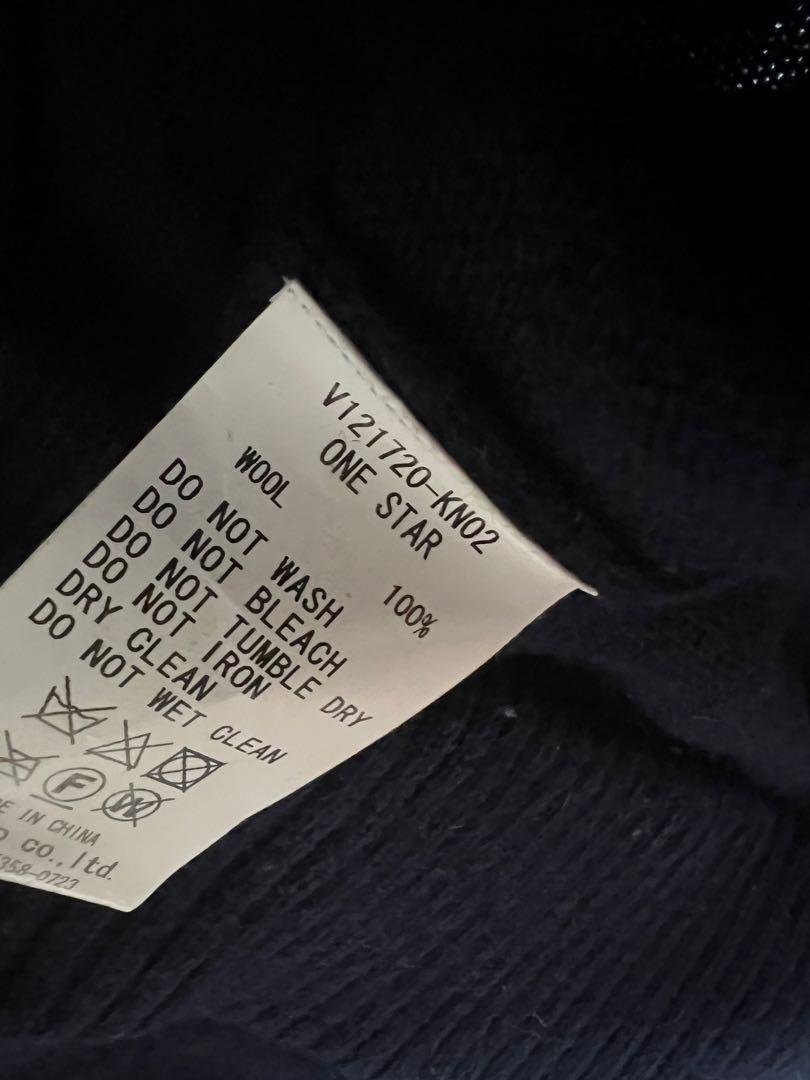 V121720-KN02
ONE STAR
WOOL 100%
DO NOT WASH
DO NOT BLEACH
DO NOT TUMBLE DRY
DO NOT IRON
DRY CLEAN
DO NOT WET CLEAN
F W
IN CHINA
co.,ltd.
358-0723